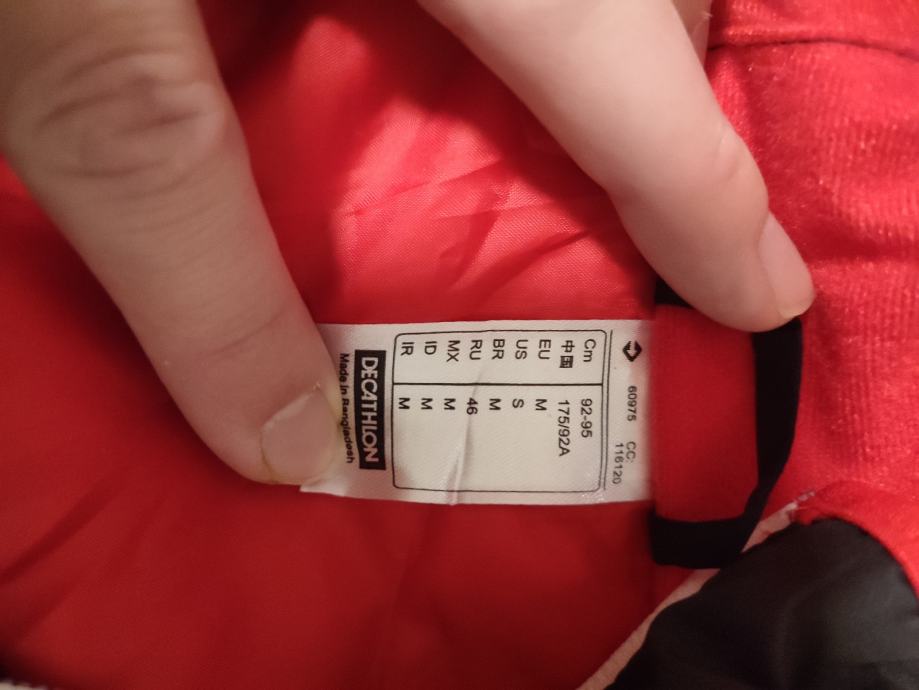 60975 CC:
116120
Cm 92-95
中国 175/92A
EU M
US S
BR M
RU 46
MX M
ID M
IR M
DECATHLON
Made in Bangladesh